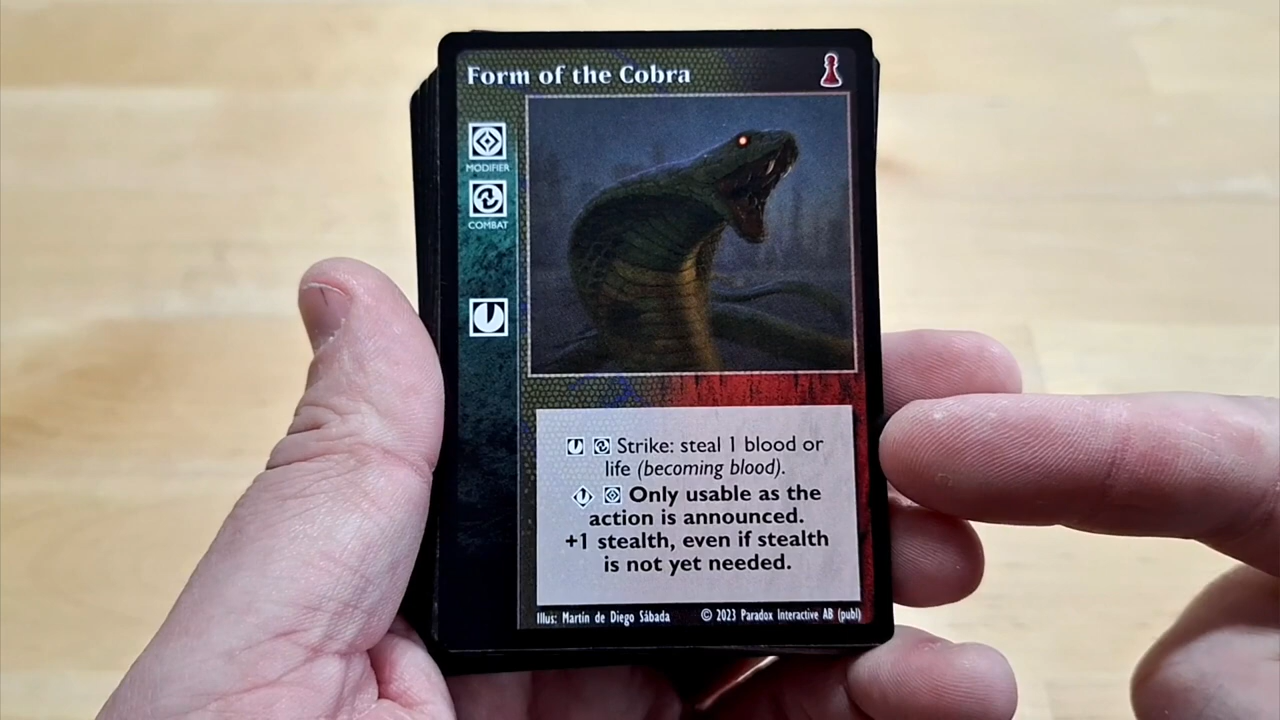 Form of the Cobra
MODIFIER
COMBAT
Strike: steal 1 blood or
life (becoming blood).
Only usable as the
action is announced.
+1 stealth, even if stealth
is not yet needed.
Illus: Martín de Diego Sábada © 2023 Paradox Interactive AB (publ)